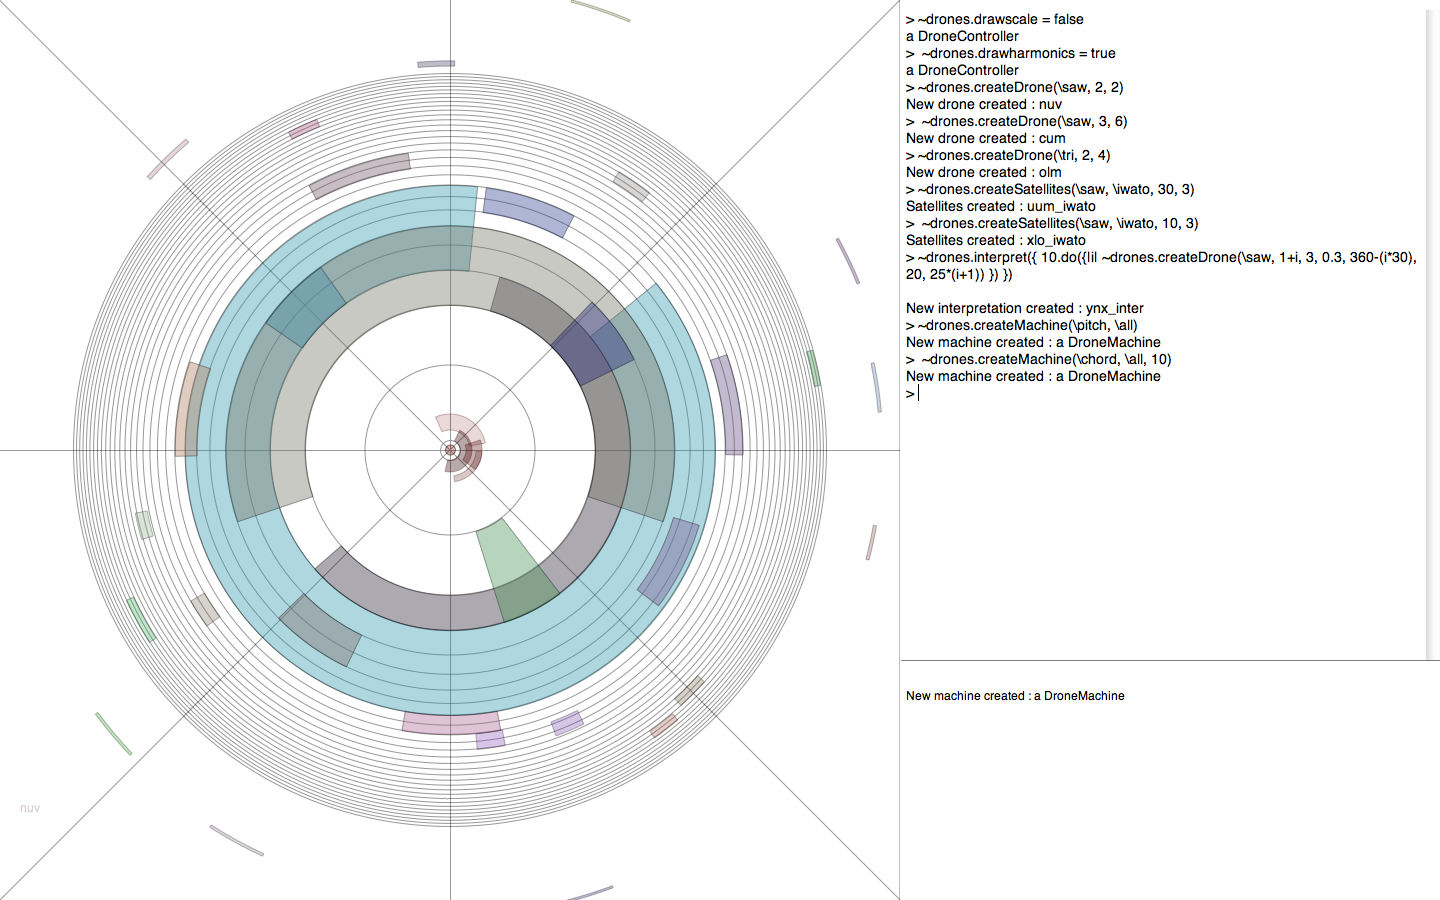 > ~drones.drawscale = false
a DroneController
>  ~drones.drawharmonics = true
a DroneController
> ~drones.createDrone(\saw, 2, 2)
New drone created : nuv
>  ~drones.createDrone(\saw, 3, 6)
New drone created : cum
> ~drones.createDrone(\tri, 2, 4)
New drone created : olm
> ~drones.createSatellites(\saw, \iwato, 30, 3)
Satellites created : uum_iwato
>  ~drones.createSatellites(\saw, \iwato, 10, 3)
Satellites created : xlo_iwato
> ~drones.interpret({ 10.do({|i| ~drones.createDrone(\saw, 1+i, 3, 0.3, 360-(i*30),
20, 25*(i+1)) }) })
New interpretation created : ynx_inter
> ~drones.createMachine(\pitch, \all)
New machine created : a DroneMachine
>  ~drones.createMachine(\chord, \all, 10)
New machine created : a DroneMachine
>
New machine created : a DroneMachine
nuv